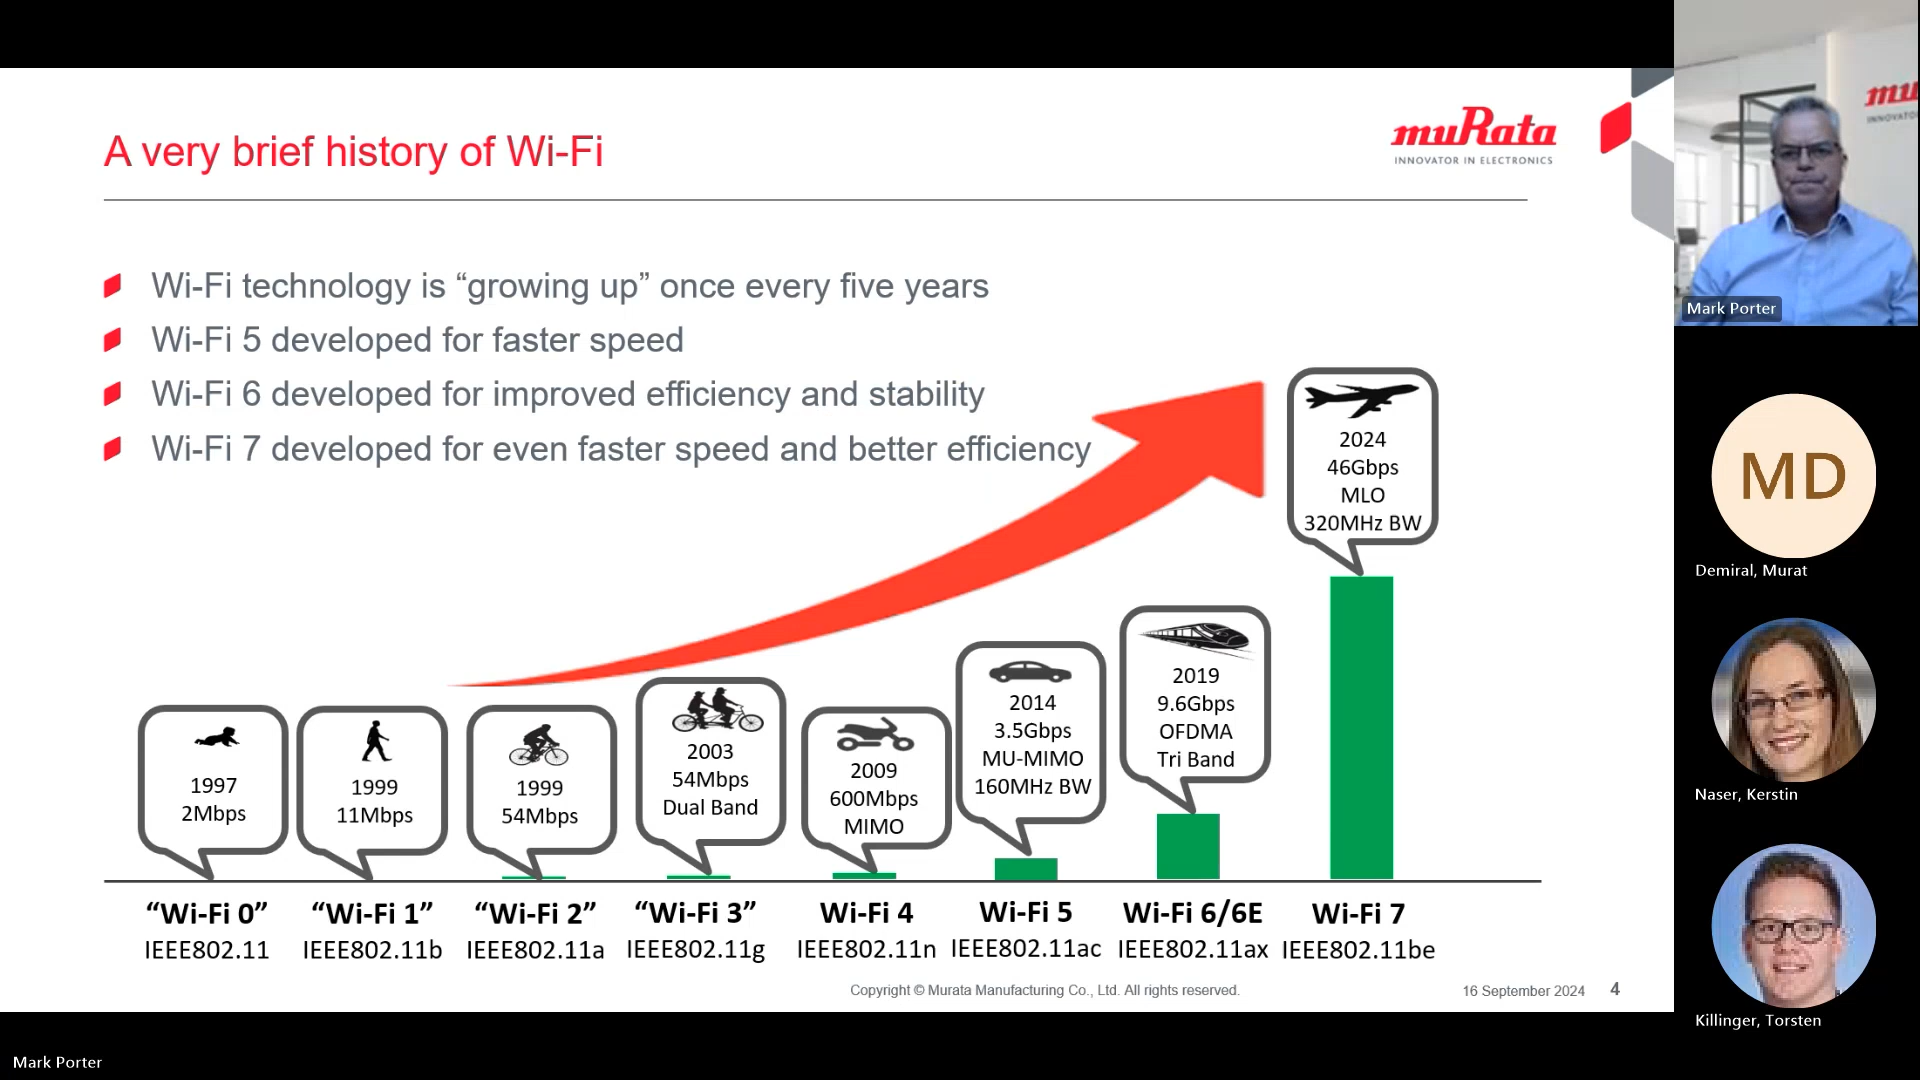 A very brief history of Wi-Fi
muRata
INNOVATOR IN ELECTRONICS
Wi-Fi technology is “growing up” once every five years
Wi-Fi 5 developed for faster speed
Wi-Fi 6 developed for improved efficiency and stability
Wi-Fi 7 developed for even faster speed and better efficiency
1997
2Mbps
1999
11Mbps
1999
54Mbps
2003
54Mbps
Dual Band
2009
600Mbps
MIMO
2014
3.5Gbps
MU-MIMO
160MHz BW
2019
9.6Gbps
OFDMA
Tri Band
2024
46Gbps
MLO
320MHz BW
“Wi-Fi 0”
IEEE802.11
“Wi-Fi 1”
IEEE802.11b
“Wi-Fi 2”
IEEE802.11a
“Wi-Fi 3”
IEEE802.11g
Wi-Fi 4
IEEE802.11n
Wi-Fi 5
IEEE802.11ac
Wi-Fi 6/6E
IEEE802.11ax
Wi-Fi 7
IEEE802.11be
Copyright © Murata Manufacturing Co., Ltd. All rights reserved.
16 September 2024
4
mu
INNOVATO
Mark Porter
MD
Demiral, Murat
Naser, Kerstin
Killinger, Torsten
Mark Porter